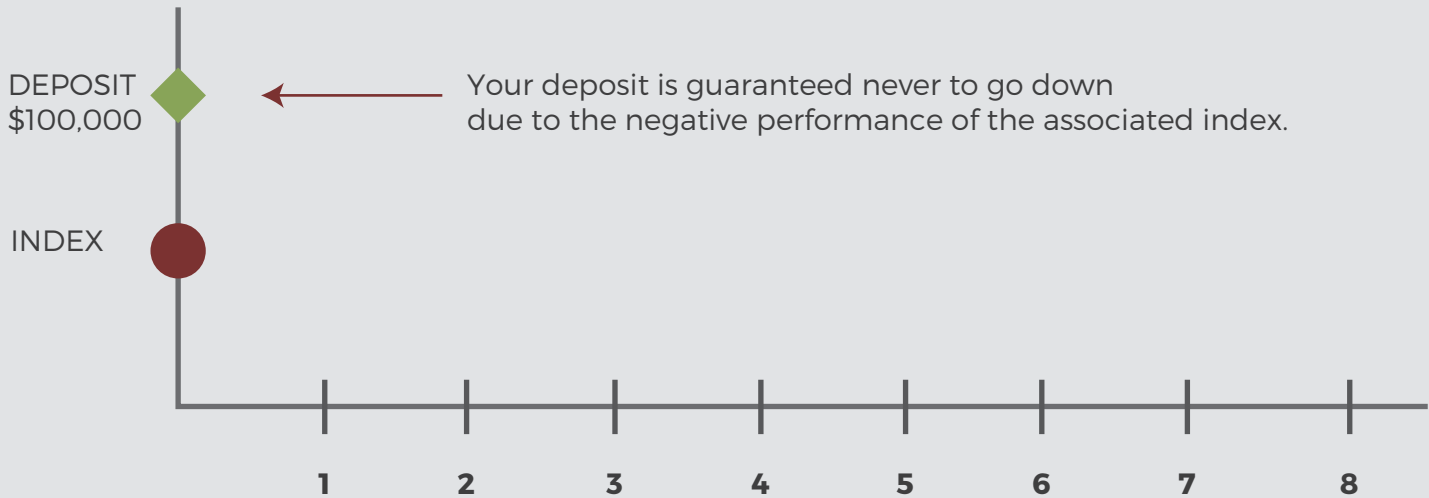 DEPOSIT
$100,000
Your deposit is guaranteed never to go down
due to the negative performance of the associated index.
INDEX
1 2 3 4 5 6 7 8